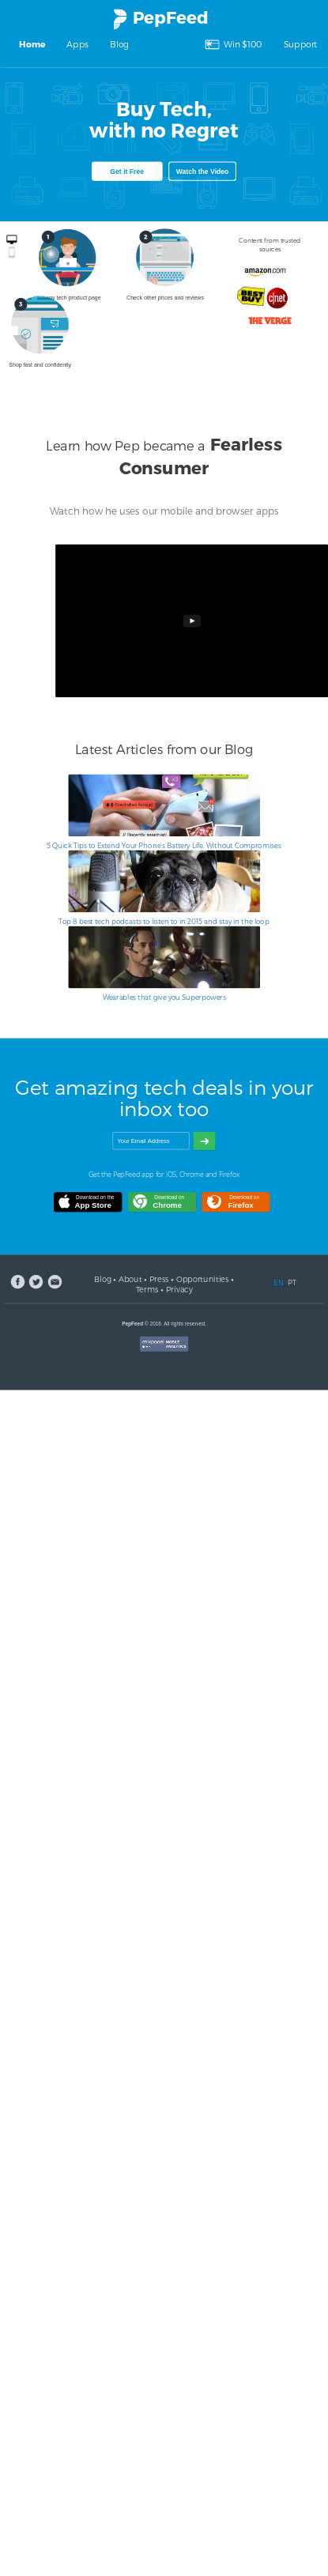 PepFeed
Home Apps Blog Win $100 Support
Buy Tech,
with no Regret
Get it Free Watch the Video
1
2
tech product page
Check other prices and reviews
3
Shop fast and confidently
Content from trusted
sources
amazon.com
BEST BUY
c|net
THE VERGE
Learn how Pep became a Fearless
Consumer
Watch how he uses our mobile and browser apps
Latest Articles from our Blog
5 Quick Tips to Extend Your Phone's Battery Life, Without Compromises
Top 8 best tech podcasts to listen to in 2015 and stay in the loop
Wearables that give you Superpowers
Get amazing tech deals in your
inbox too
Your Email Address
Get the PepFeed app for iOS, Chrome and Firefox
Download on the
App Store
Download on
Chrome
Download on
Firefox
Blog • About • Press • Opportunities •
Terms • Privacy
EN PT
PepFeed © 2016. All rights reserved.